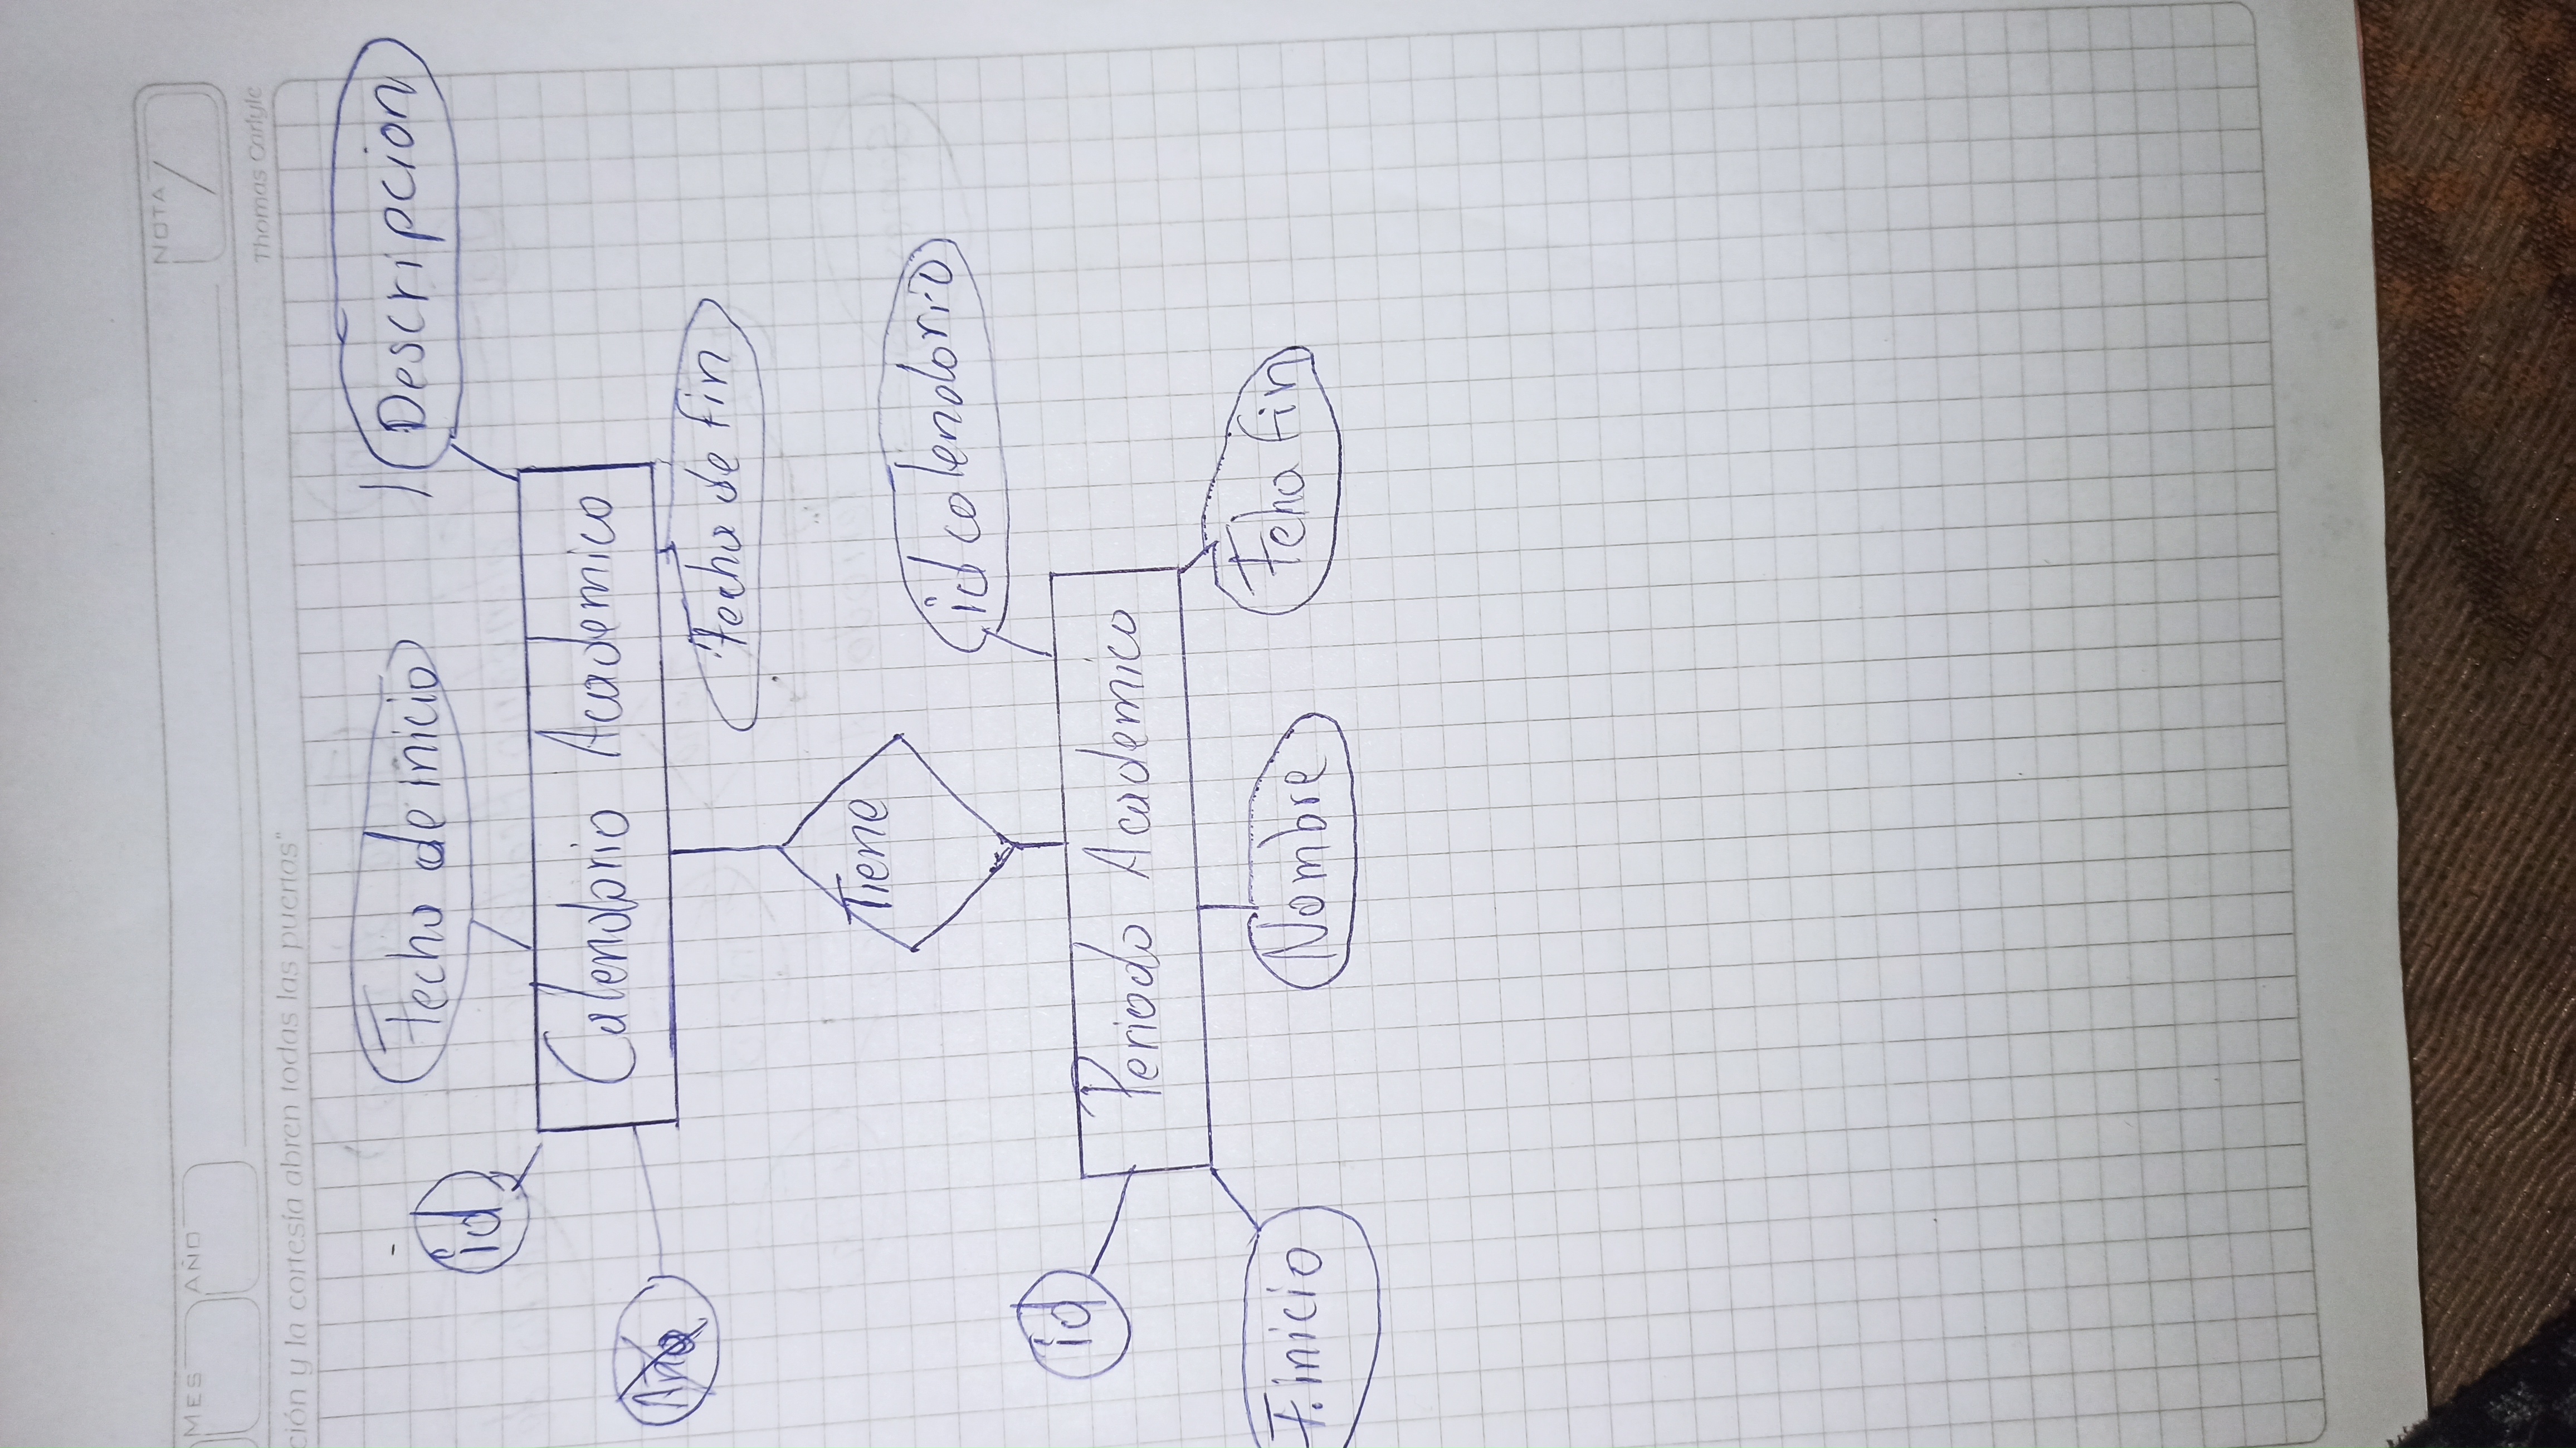 MES
AÑO
NOTA
Thomas Carlyle
ción y la cortesía abren todas las puertas"
Fecha de inicio
Descripcion
id
Calendario Academico
Año
Fecha de fin
Tiene
id calendario
id
Periodo Academico
F. inicio
Nombre
Feha fin